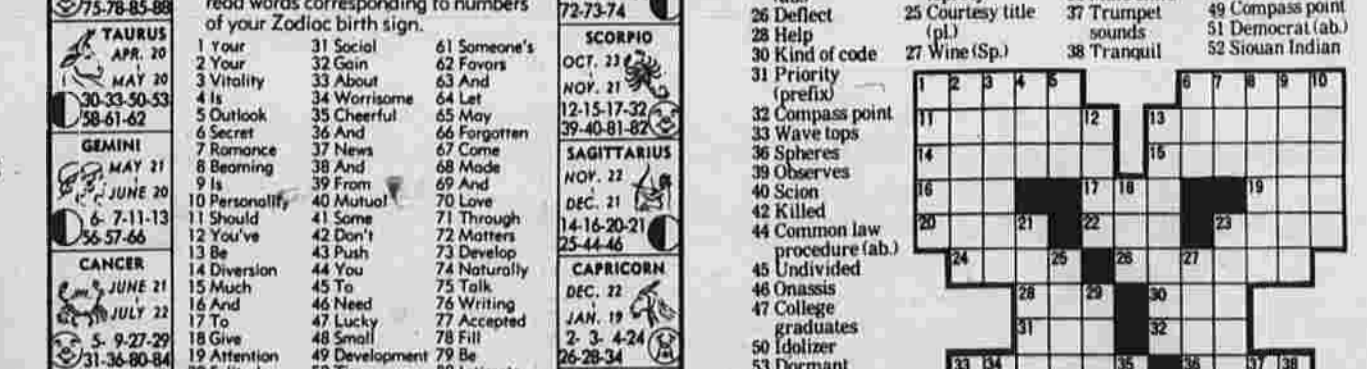 75-78-85-88
TAURUS
APR. 20
MAY 20
30-33-50-53
58-61-62
GEMINI
MAY 21
JUNE 20
6- 7-11-13
56-57-66
CANCER
JUNE 21
JULY 22
5- 9-27-29
31-36-80-84
read words corresponding to numbers
of your Zodiac birth sign.
1 Your
2 Your
3 Vitality
4 Is
5 Outlook
6 Secret
7 Romance
8 Beaming
9 Is
10 Personality
11 Should
12 You've
13 Be
14 Diversion
15 Much
16 And
17 To
18 Give
19 Attention
31 Social
32 Gain
33 About
34 Worrisome
35 Cheerful
36 And
37 News
38 And
39 From
40 Mutual
41 Some
42 Don't
43 Push
44 You
45 To
46 Need
47 Lucky
48 Small
49 Development
61 Someone's
62 Favors
63 And
64 Let
65 May
66 Forgotten
67 Come
68 Made
69 And
70 Love
71 Through
72 Matters
73 Develop
74 Naturally
75 Talk
76 Writing
77 Accepted
78 Fill
79 Be
72-73-74
SCORPIO
OCT. 23
NOV. 21
12-15-17-32
39-40-81-82
SAGITTARIUS
NOV. 22
DEC. 21
14-16-20-21
25-44-46
CAPRICORN
DEC. 22
JAN. 19
2- 3- 4-24
26-28-34
26 Deflect
28 Help
30 Kind of code
31 Priority
(prefix)
32 Compass point
33 Wave tops
36 Spheres
39 Observes
40 Scion
42 Killed
44 Common law
procedure (ab.)
45 Undivided
46 Onassis
47 College
graduates
50 Idolizer
53 Dormant
25 Courtesy title
(pl.)
27 Wine (Sp.)
37 Trumpet
sounds
38 Tranquil
49 Compass point
51 Democrat (ab.)
52 Siouan Indian
1 2 3 4 5 6 7 8 9 10
11 12 13
14 15
16 17 18 19
20 21 22 23
24 25 26 27
28 29 30
31 32
33 34 35 36 37 38